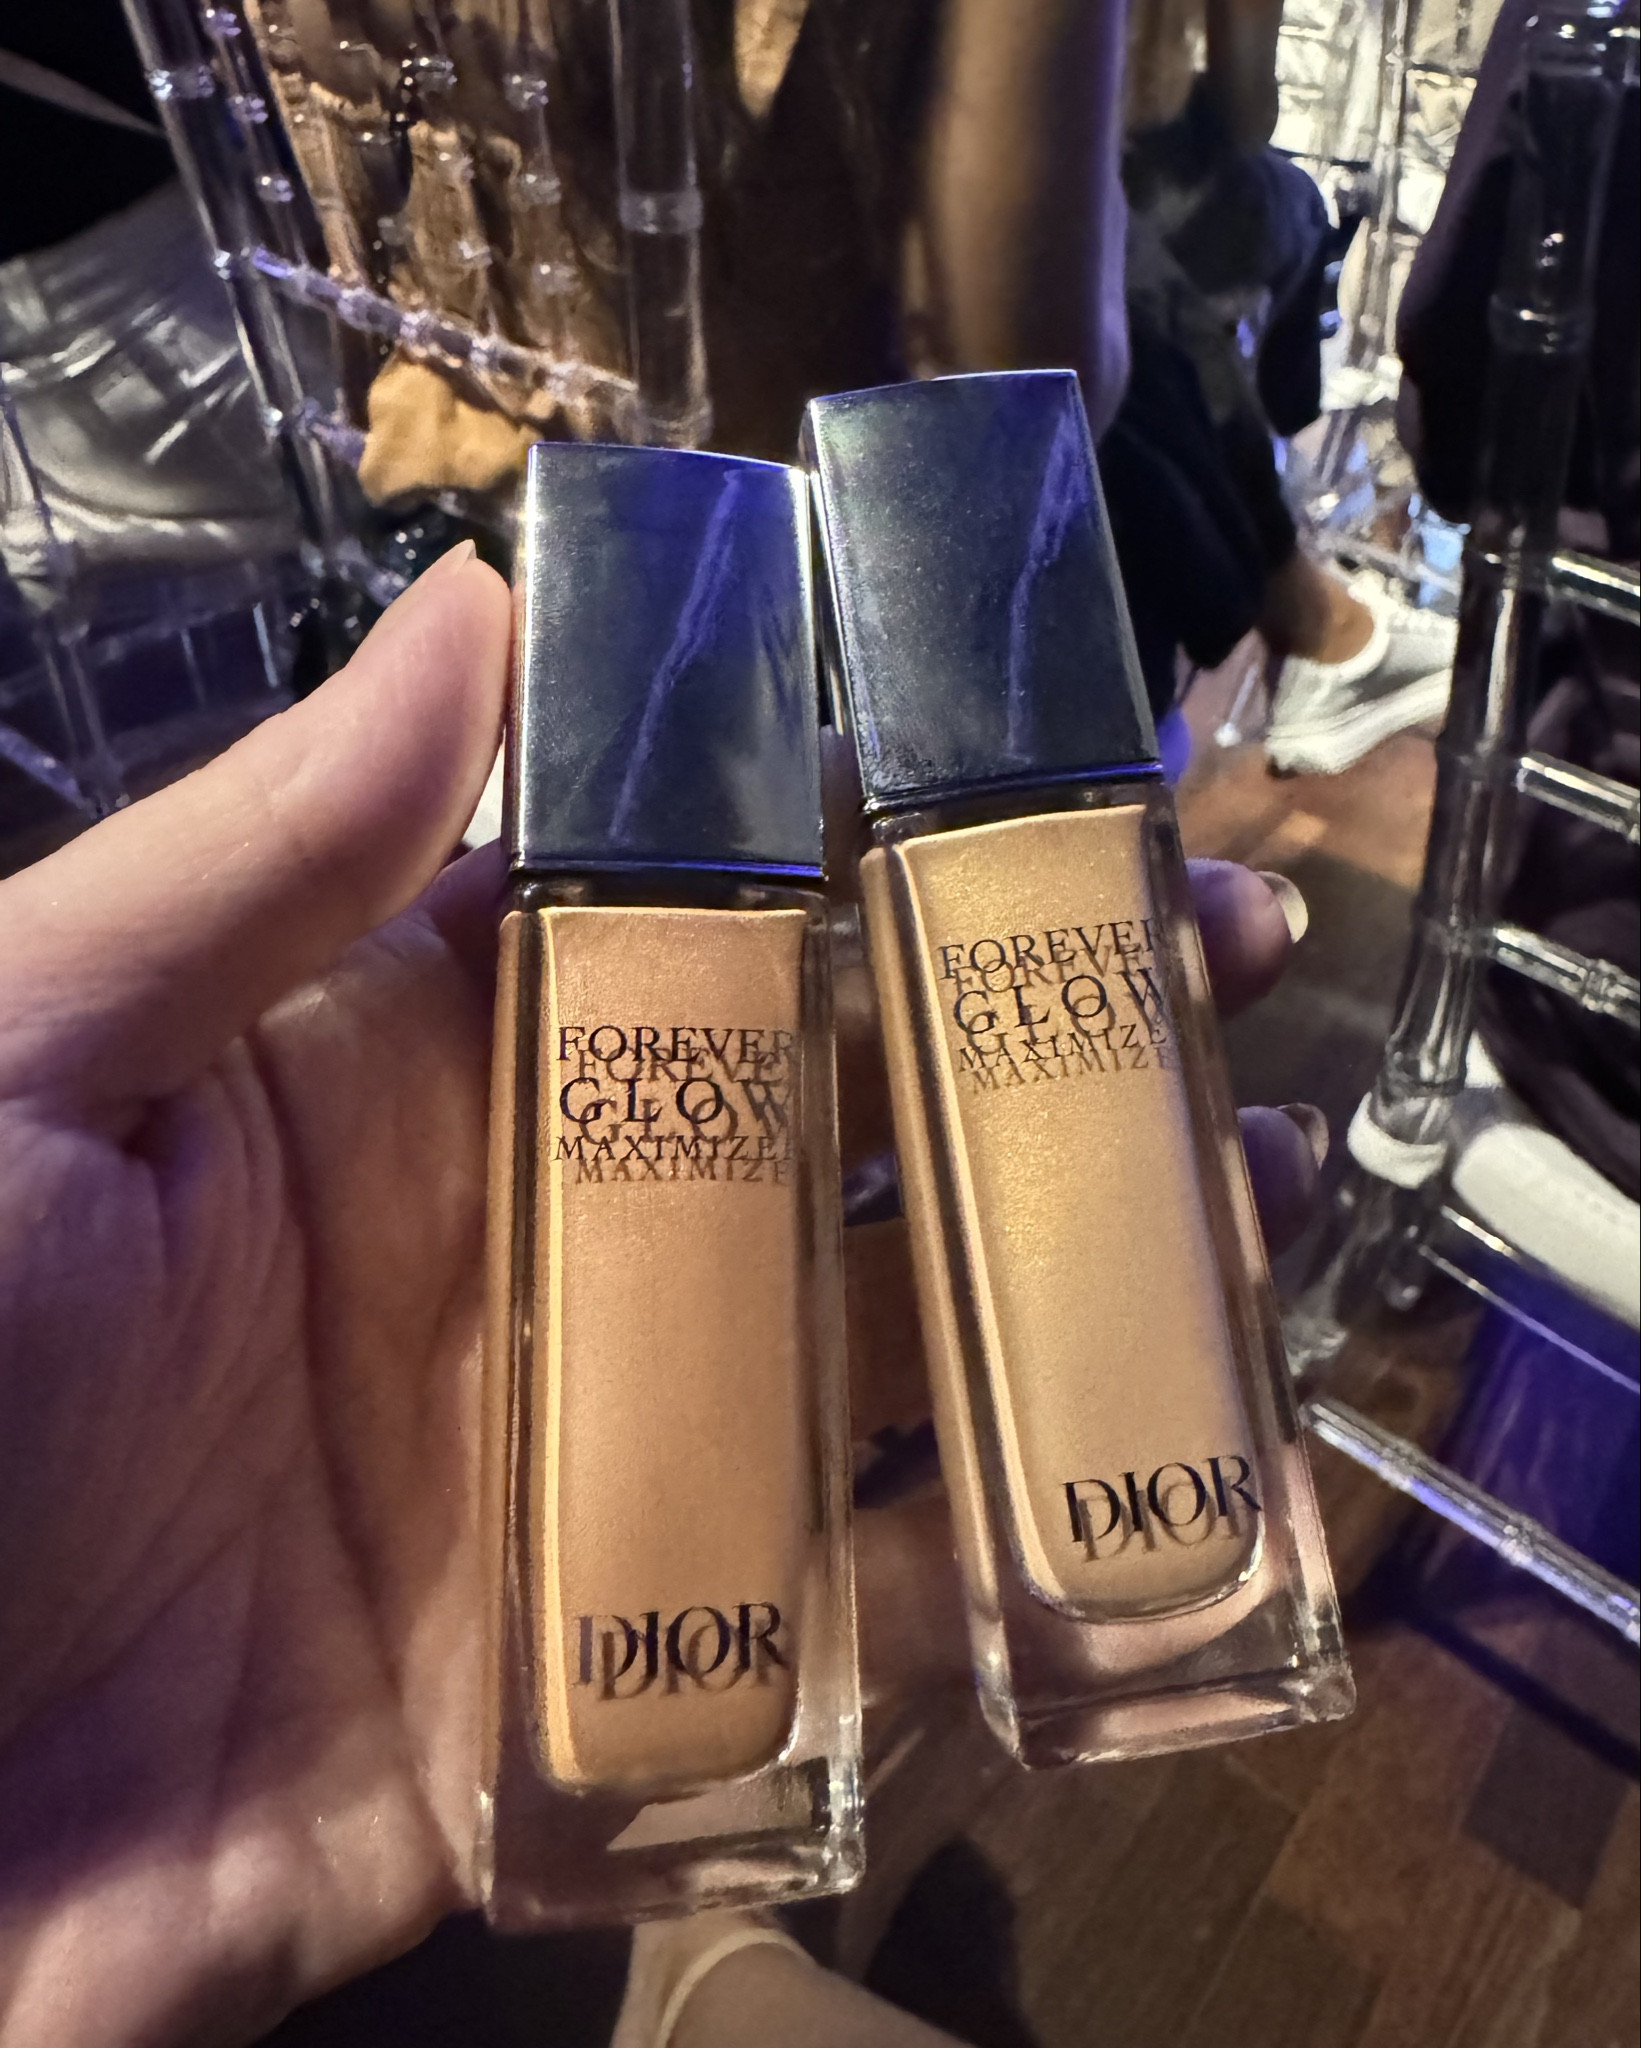 FOREVER
GLOW
MAXIMIZER
DIOR
FOREVER
GLOW
MAXIMIZER
DIOR